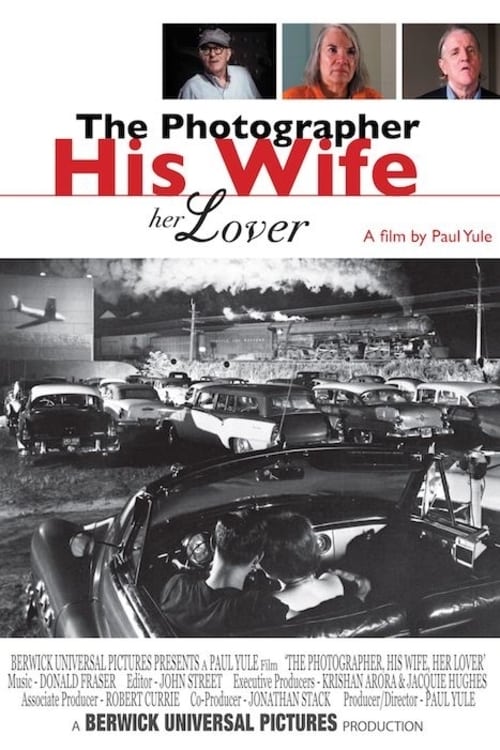 The Photographer
His Wife
her Lover
A film by Paul Yule
BERWICK UNIVERSAL PICTURES PRESENTS A PAUL YULE Film 'THE PHOTOGRAPHER, HIS WIFE, HER LOVER'
Music - DONALD FRASER Editor - JOHN STREET Executive Producers - KRISHAN ARORA & JACQUIE HUGHES
Associate Producer - ROBERT CURRIE Co-Producer - JONATHAN STACK Producer/Director - PAUL YULE
A BERWICK UNIVERSAL PICTURES PRODUCTION